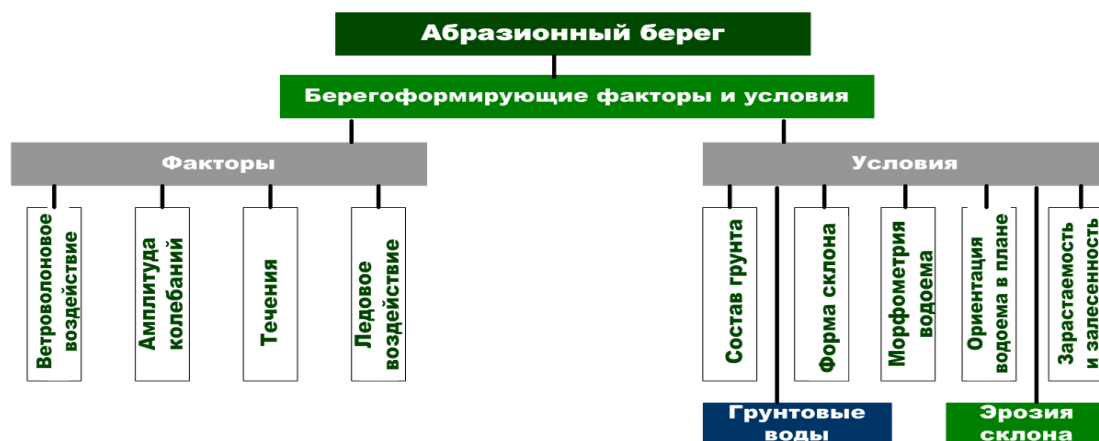 Абразионный берег
Берегоформирующие факторы и условия
Факторы
Условия
Ветроволоновое
воздействие
Амплитуда
колебаний
Течения
Ледовое
воздействие
Состав грунта
Форма склона
Морфометрия
водоема
Ориентация
водоема в плане
Зарастаемость
и залесенность
Грунтовые
воды
Эрозия
склона